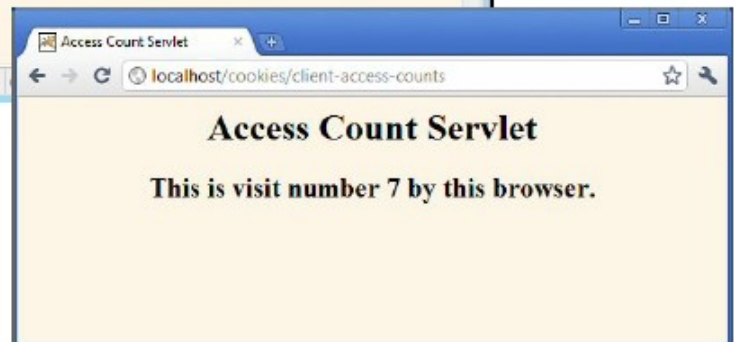 Access Count Servlet
localhost/cookies/client-access-counts
Access Count Servlet
This is visit number 7 by this browser.